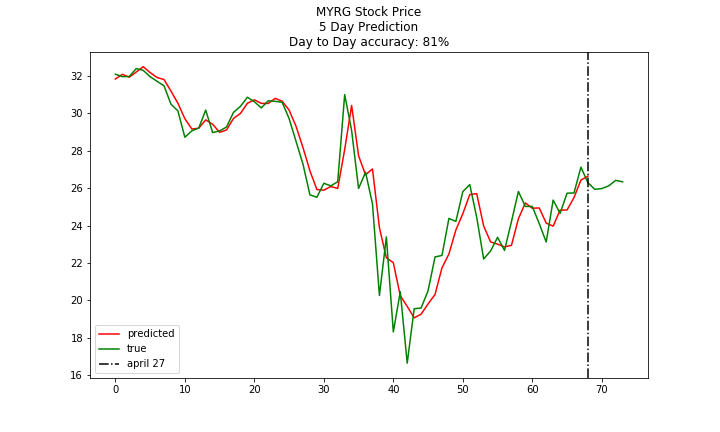 MYRG Stock Price
5 Day Prediction
Day to Day accuracy: 81%
32
30
28
26
24
22
20
18
16
predicted
true
april 27
0
10
20
30
40
50
60
70